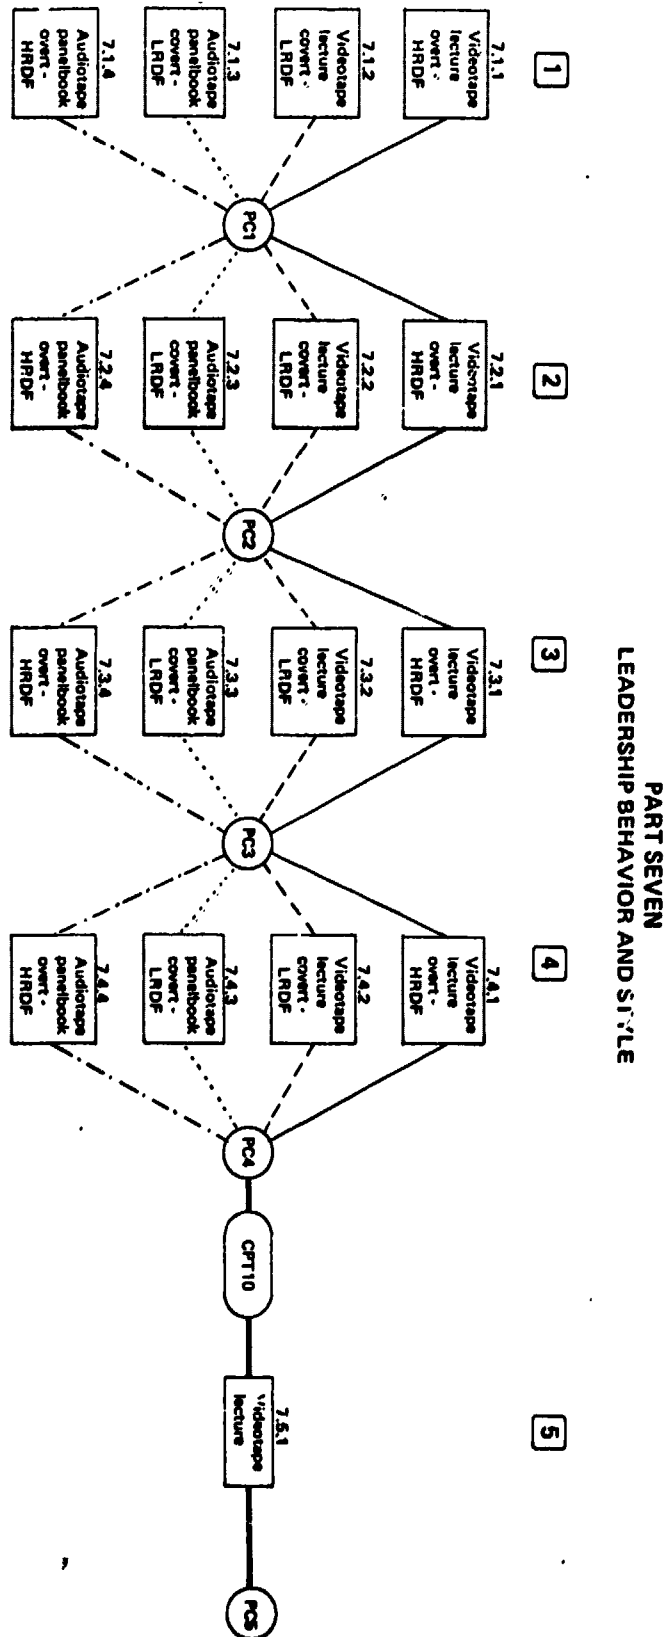 PART SEVEN
LEADERSHIP BEHAVIOR AND STYLE
1
2
3
4
5
7.1.1
Videotape
lecture
overt -
HRDF
7.2.1
Videotape
lecture
overt -
HRDF
7.3.1
Videotape
lecture
overt -
HRDF
7.4.1
Videotape
lecture
overt -
HRDF
7.1.2
Videotape
lecture
covert -
LRDF
7.2.2
Videotape
lecture
covert -
LRDF
7.3.2
Videotape
lecture
covert -
LRDF
7.4.2
Videotape
lecture
covert -
LRDF
PC1
PC2
PC3
PC4
CPT10
7.5.1
Videotape
lecture
PC5
7.1.3
Audiotape
panelbook
covert -
LRDF
7.2.3
Audiotape
panelbook
covert -
LRDF
7.3.3
Audiotape
panelbook
covert -
LRDF
7.4.3
Audiotape
panelbook
covert -
LRDF
7.1.4
Audiotape
panelbook
overt -
HRDF
7.2.4
Audiotape
panelbook
overt -
HRDF
7.3.4
Audiotape
panelbook
overt -
HRDF
7.4.4
Audiotape
panelbook
overt -
HRDF